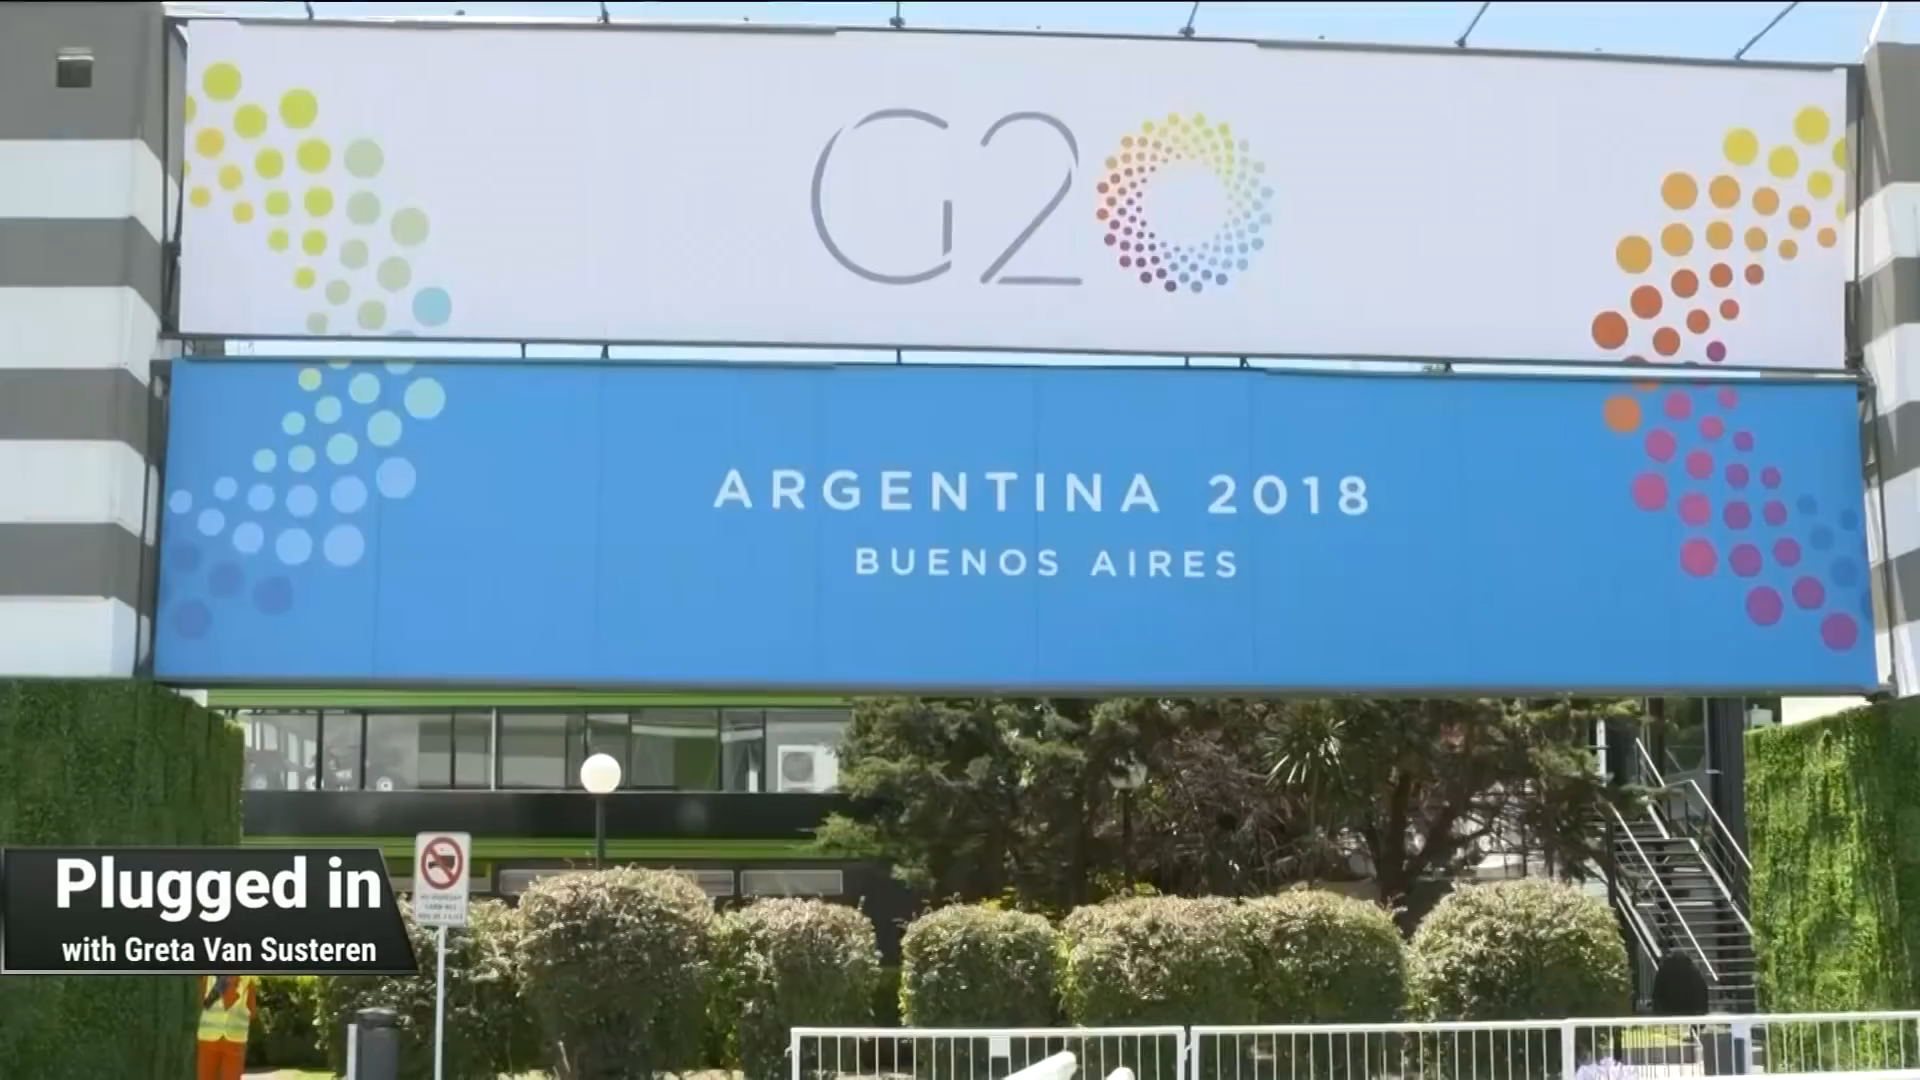 G20
ARGENTINA 2018
BUENOS AIRES
Plugged in
with Greta Van Susteren